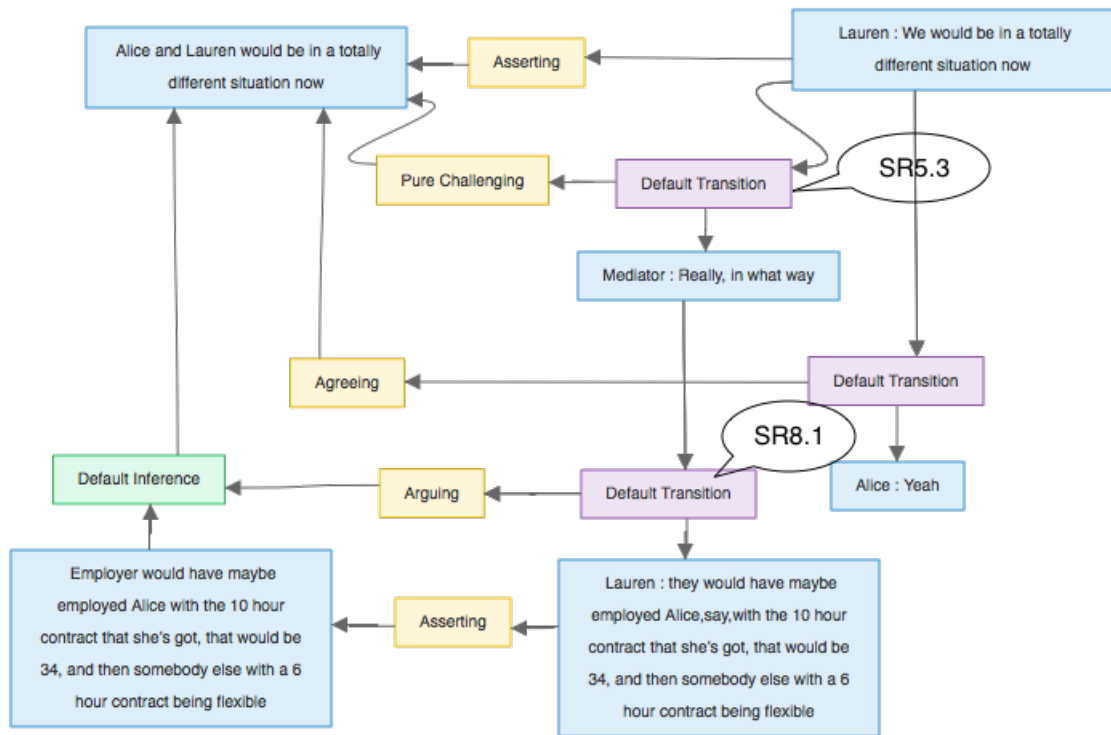 Alice and Lauren would be in a totally
different situation now
Asserting
Lauren : We would be in a totally
different situation now
Pure Challenging
Default Transition
SR5.3
Mediator : Really, in what way
Agreeing
Default Transition
SR8.1
Default Inference
Arguing
Default Transition
Alice : Yeah
Employer would have maybe
employed Alice with the 10 hour
contract that she's got, that would be
34, and then somebody else with a 6
hour contract being flexible
Asserting
Lauren : they would have maybe
employed Alice,say,with the 10 hour
contract that she's got, that would be
34, and then somebody else with a 6
hour contract being flexible